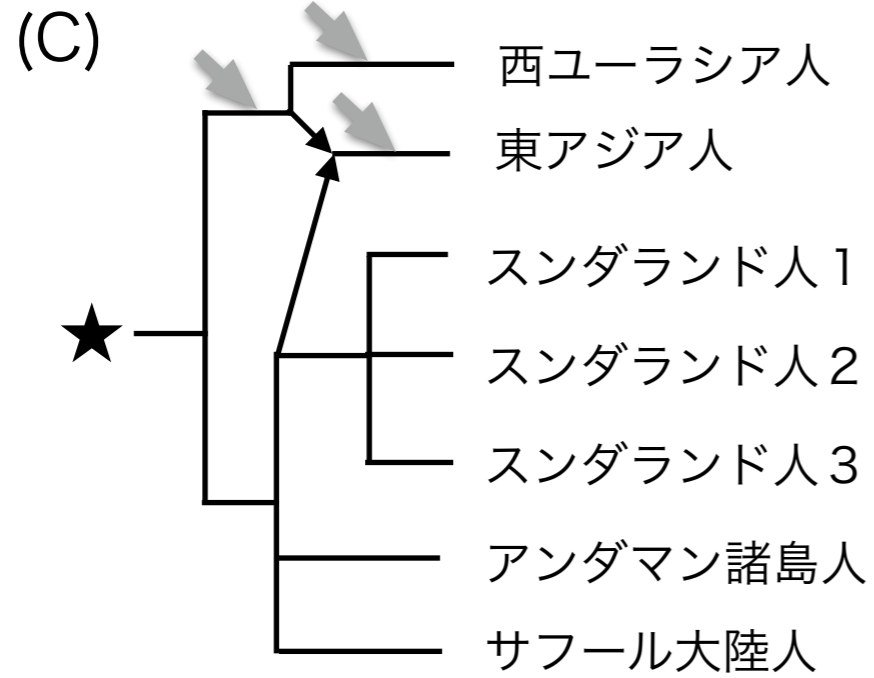 (C)
西ユーラシア人
東アジア人
スンダランド人1
スンダランド人2
スンダランド人3
アンダマン諸島人
サフール大陸人